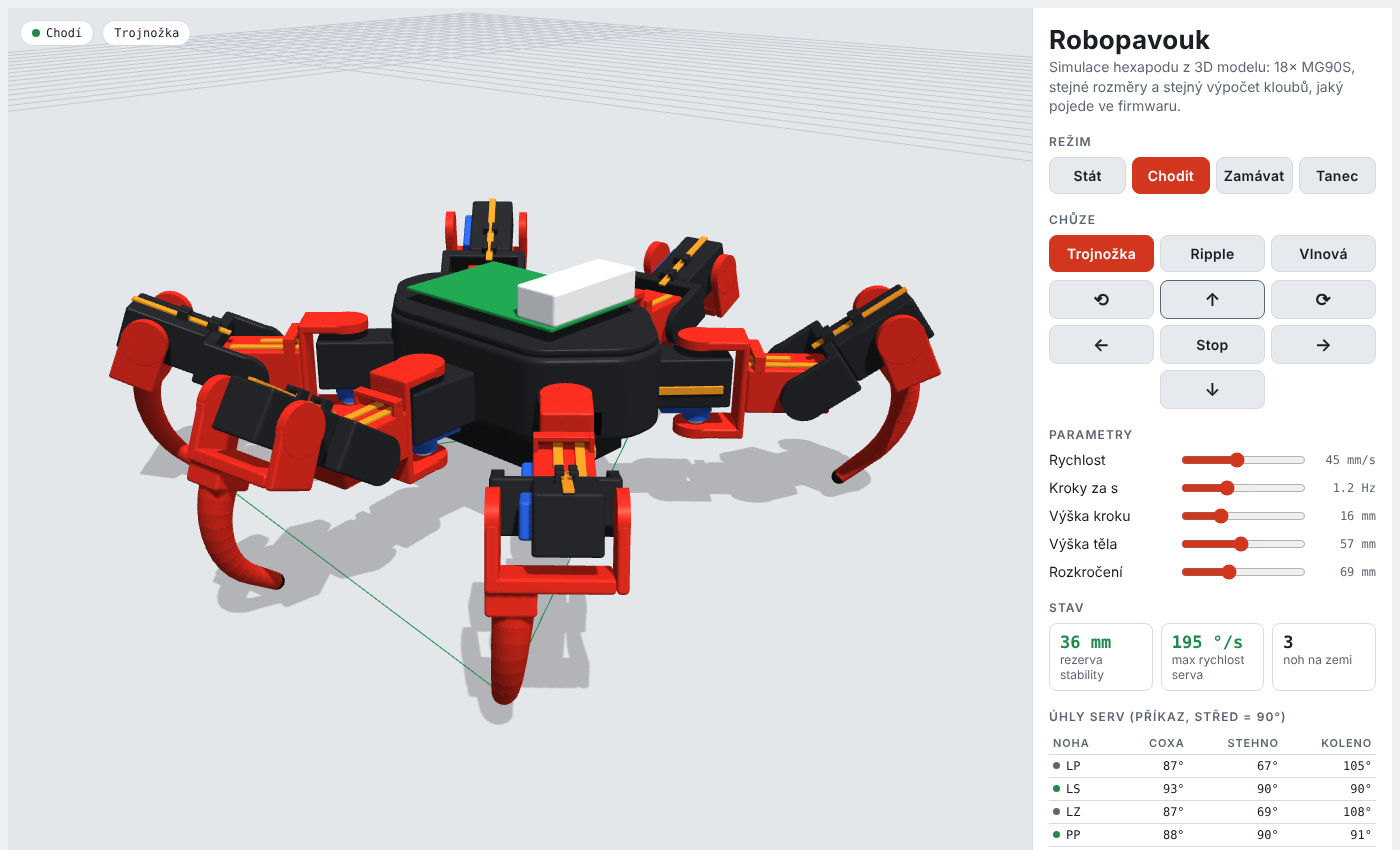 Chodí
Trojnožka
Robopavouk
Simulace hexapodu z 3D modelu: 18× MG90S,
stejné rozměry a stejný výpočet kloubů, jaký
pojede ve firmwaru.
REŽIM
Stát
Chodit
Zamávat
Tanec
CHŮZE
Trojnožka
Ripple
Vlnová
⟲
↑
⟳
←
Stop
→
↓
PARAMETRY
Rychlost 45 mm/s
Kroky za s 1.2 Hz
Výška kroku 16 mm
Výška těla 57 mm
Rozkročení 69 mm
STAV
36 mm
rezerva
stability
195 °/s
max rychlost
serva
3
noh na zemi
ÚHLY SERV (PŘÍKAZ, STŘED = 90°)
NOHA COXA STEHNO KOLENO
LP 87° 67° 105°
LS 93° 90° 90°
LZ 87° 69° 108°
PP 88° 90° 91°